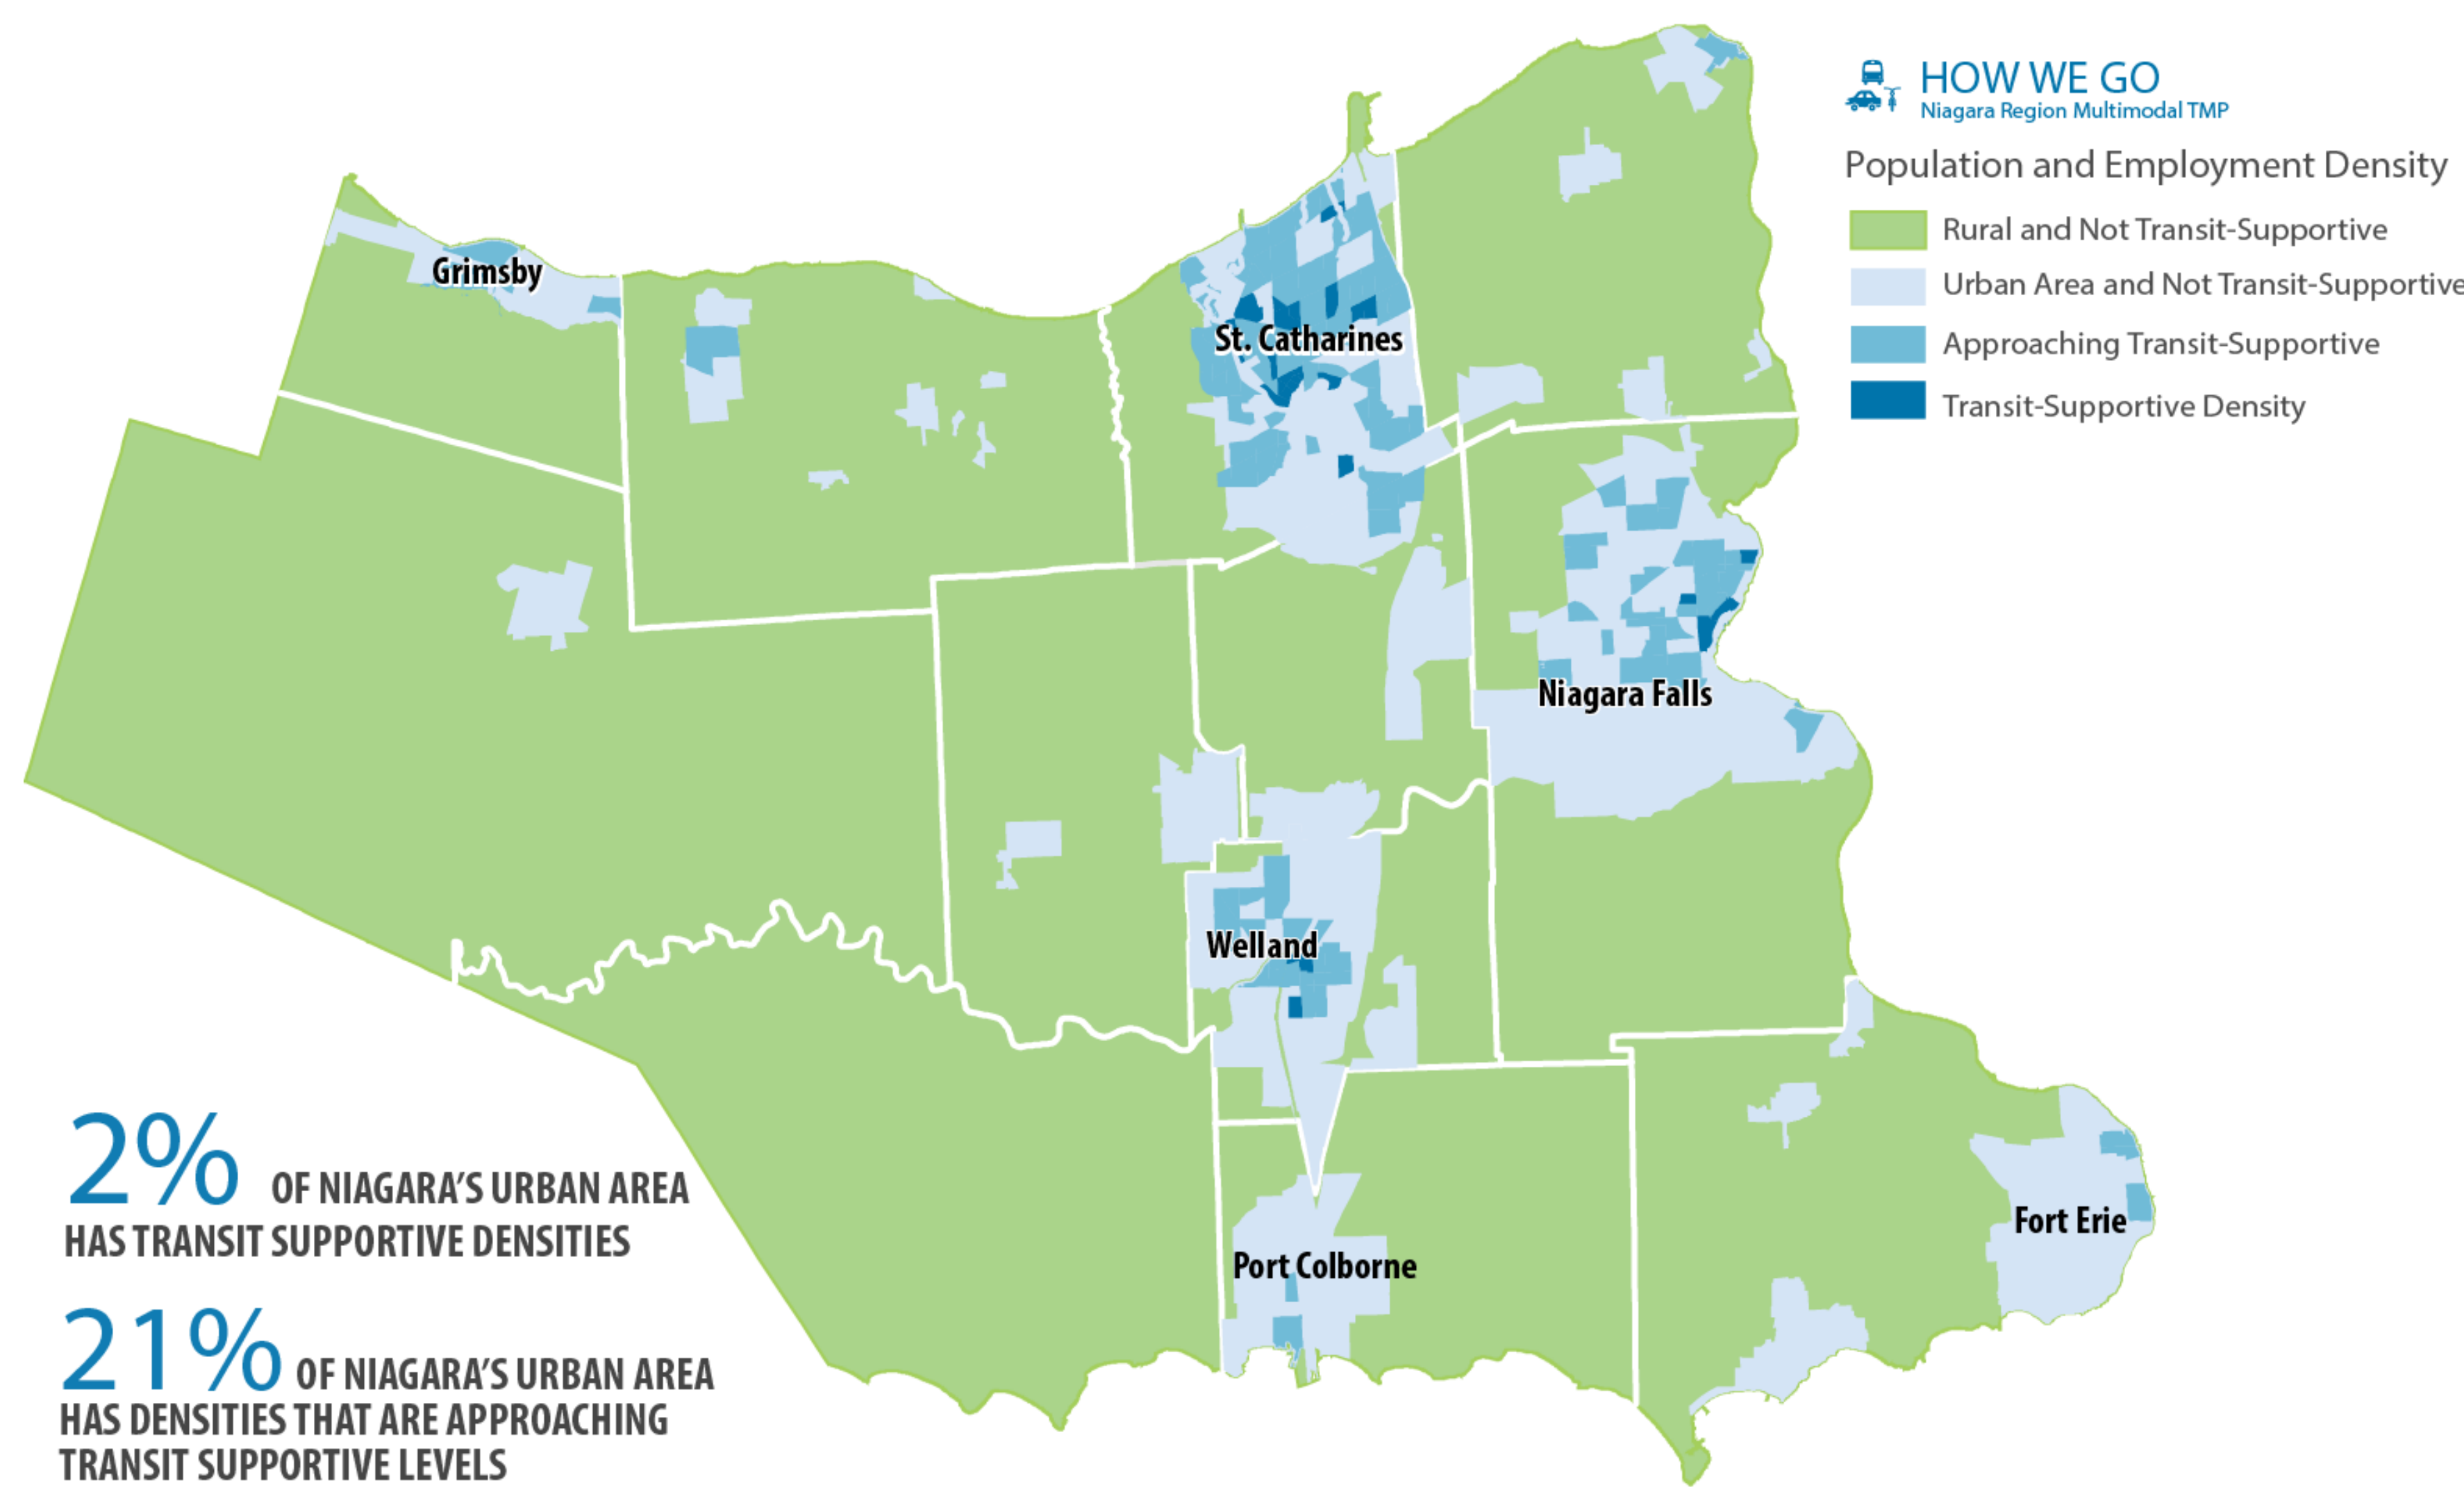 HOW WE GO
Niagara Region Multimodal TMP
Population and Employment Density
Rural and Not Transit-Supportive
Urban Area and Not Transit-Supportive
Approaching Transit-Supportive
Transit-Supportive Density
Grimsby
St. Catharines
Niagara Falls
Welland
Port Colborne
Fort Erie
2% OF NIAGARA'S URBAN AREA
HAS TRANSIT SUPPORTIVE DENSITIES
21% OF NIAGARA'S URBAN AREA
HAS DENSITIES THAT ARE APPROACHING
TRANSIT SUPPORTIVE LEVELS